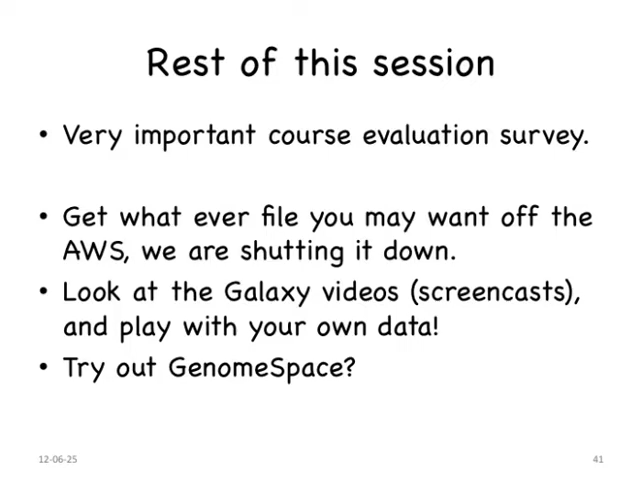 Rest of this session
• Very important course evaluation survey.
• Get what ever file you may want off the
AWS, we are shutting it down.
• Look at the Galaxy videos (screencasts),
and play with your own data!
• Try out GenomeSpace?
12-06-25
41